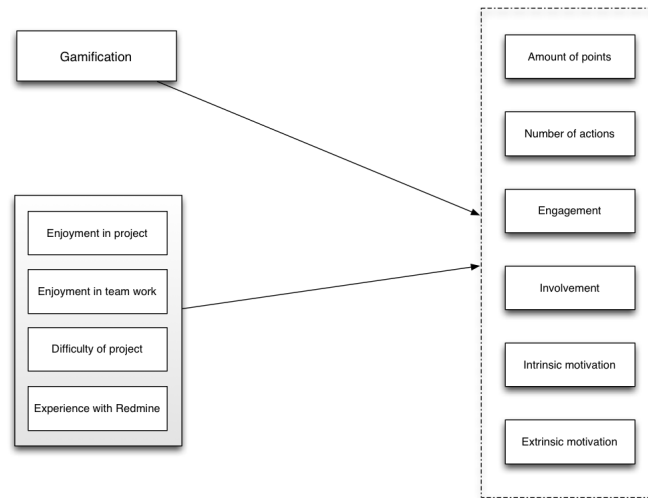 Gamification
Enjoyment in project
Enjoyment in team work
Difficulty of project
Experience with Redmine
Amount of points
Number of actions
Engagement
Involvement
Intrinsic motivation
Extrinsic motivation